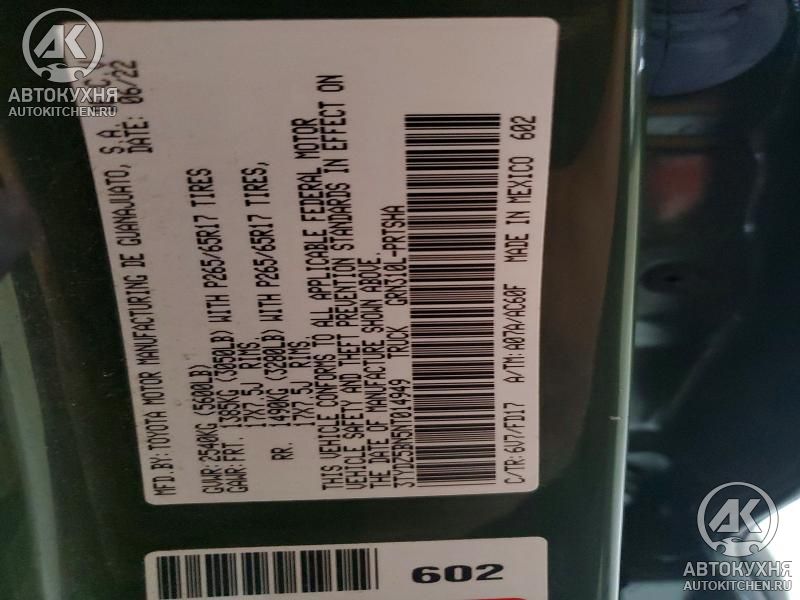 MFD.BY: TOYOTA MOTOR MANUFACTURING DE GUANAJUATO, S.A.
DATE: 06/22
GVWR: 2540KG (5600LB)
GAWR: FRT. 1385KG (3050LB) WITH P265/65R17 TIRES,
17X7.5J RIMS.
RR. 1490KG (3280LB) WITH P265/65R17 TIRES,
17X7.5J RIMS.
THIS VEHICLE CONFORMS TO ALL APPLICABLE FEDERAL MOTOR
VEHICLE SAFETY AND THEFT PREVENTION STANDARDS IN EFFECT ON
THE DATE OF MANUFACTURE SHOWN ABOVE.
3TYDZ5BN5NT014949 TRUCK GRN310L-PRTSHA
C/TR: 6V7/FD17 A/TM: A07A/AC60F MADE IN MEXICO 602
602
АК
АВТОКУХНЯ
AUTOKITCHEN.RU
АК
АВТОКУХНЯ
AUTOKITCHEN.RU